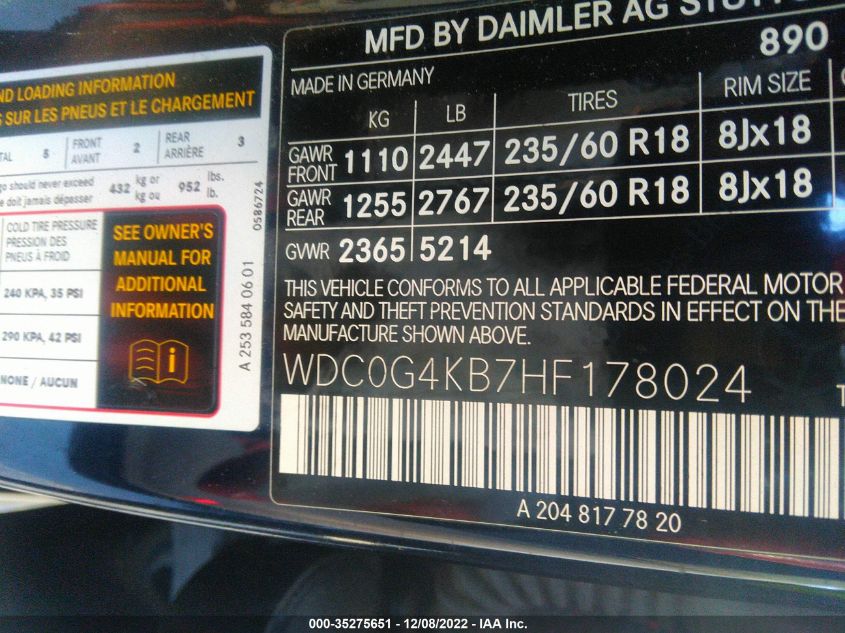 MFD BY DAIMLER AG
890
MADE IN GERMANY
KG LB TIRES RIM SIZE
GAWR FRONT 1110 2447 235/60 R18 8Jx18
GAWR REAR 1255 2767 235/60 R18 8Jx18
GVWR 2365 5214
THIS VEHICLE CONFORMS TO ALL APPLICABLE FEDERAL MOTOR
SAFETY AND THEFT PREVENTION STANDARDS IN EFFECT ON THE
MANUFACTURE SHOWN ABOVE.
WDC0G4KB7HF178024
A 204 817 78 20
LOADING INFORMATION
SUR LES PNEUS ET LE CHARGEMENT
5 FRONT AVANT 2 REAR ARRIÈRE 3
should never exceed
doit jamais dépasser
432 kg or kg ou 952 lbs. lb.
COLD TIRE PRESSURE
PRESSION DES
PNEUS À FROID
240 KPA, 35 PSI
290 KPA, 42 PSI
NONE / AUCUN
SEE OWNER'S
MANUAL FOR
ADDITIONAL
INFORMATION
i
A 253 584 06 01
0586724
000-35275651 - 12/08/2022 - IAA Inc.